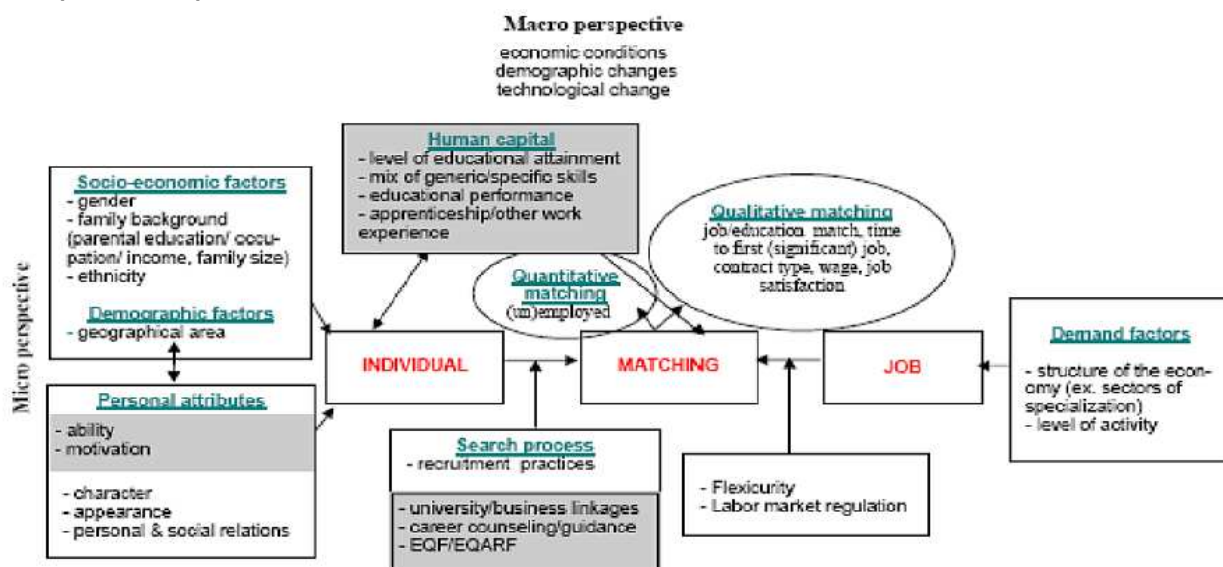 Macro perspective
economic conditions
demographic changes
technological change
Human capital
- level of educational attainment
- mix of generic/specific skills
- educational performance
- apprenticeship/other work
experience
Socio-economic factors
- gender
- family background
(parental education/ occu-
pation/ income, family size)
- ethnicity
Demographic factors
- geographical area
Qualitative matching
job/education match, time
to first (significant) job,
contract type, wage, job
satisfaction
Quantitative
matching
(un)employed
Micro perspective
INDIVIDUAL
MATCHING
JOB
Demand factors
- structure of the econ-
omy (ex. sectors of
specialization)
- level of activity
Personal attributes
- ability
- motivation
- character
- appearance
- personal & social relations
Search process
- recruitment practices
- university/business linkages
- career counseling/guidance
- EQF/EQARF
- Flexicurity
- Labor market regulation